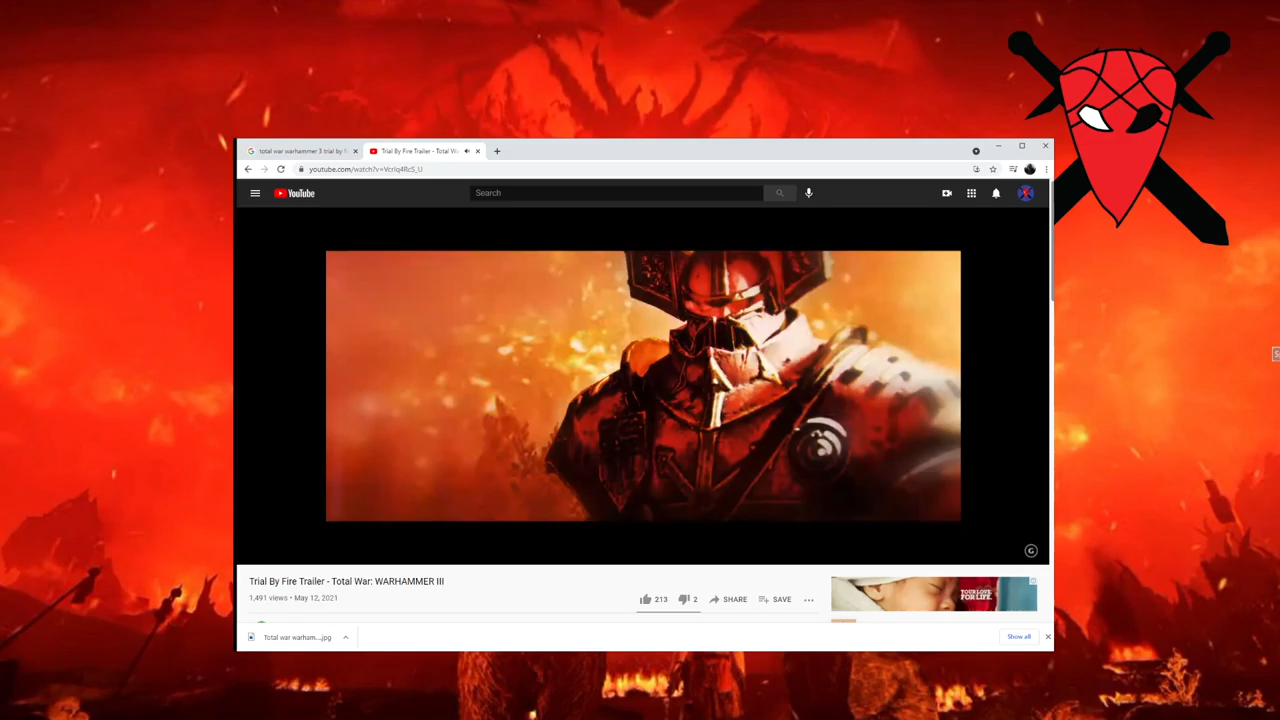 total war warhammer 3 trial by f
Trial By Fire Trailer - Total Wa
youtube.com/watch?v=VcrIq4RcS_U
YouTube
Search
Trial By Fire Trailer - Total War: WARHAMMER III
1,491 views • May 12, 2021
213
2
SHARE
SAVE
YOUR LOVE.
FOR LIFE.
Total war warham....jpg
Show all
G
S